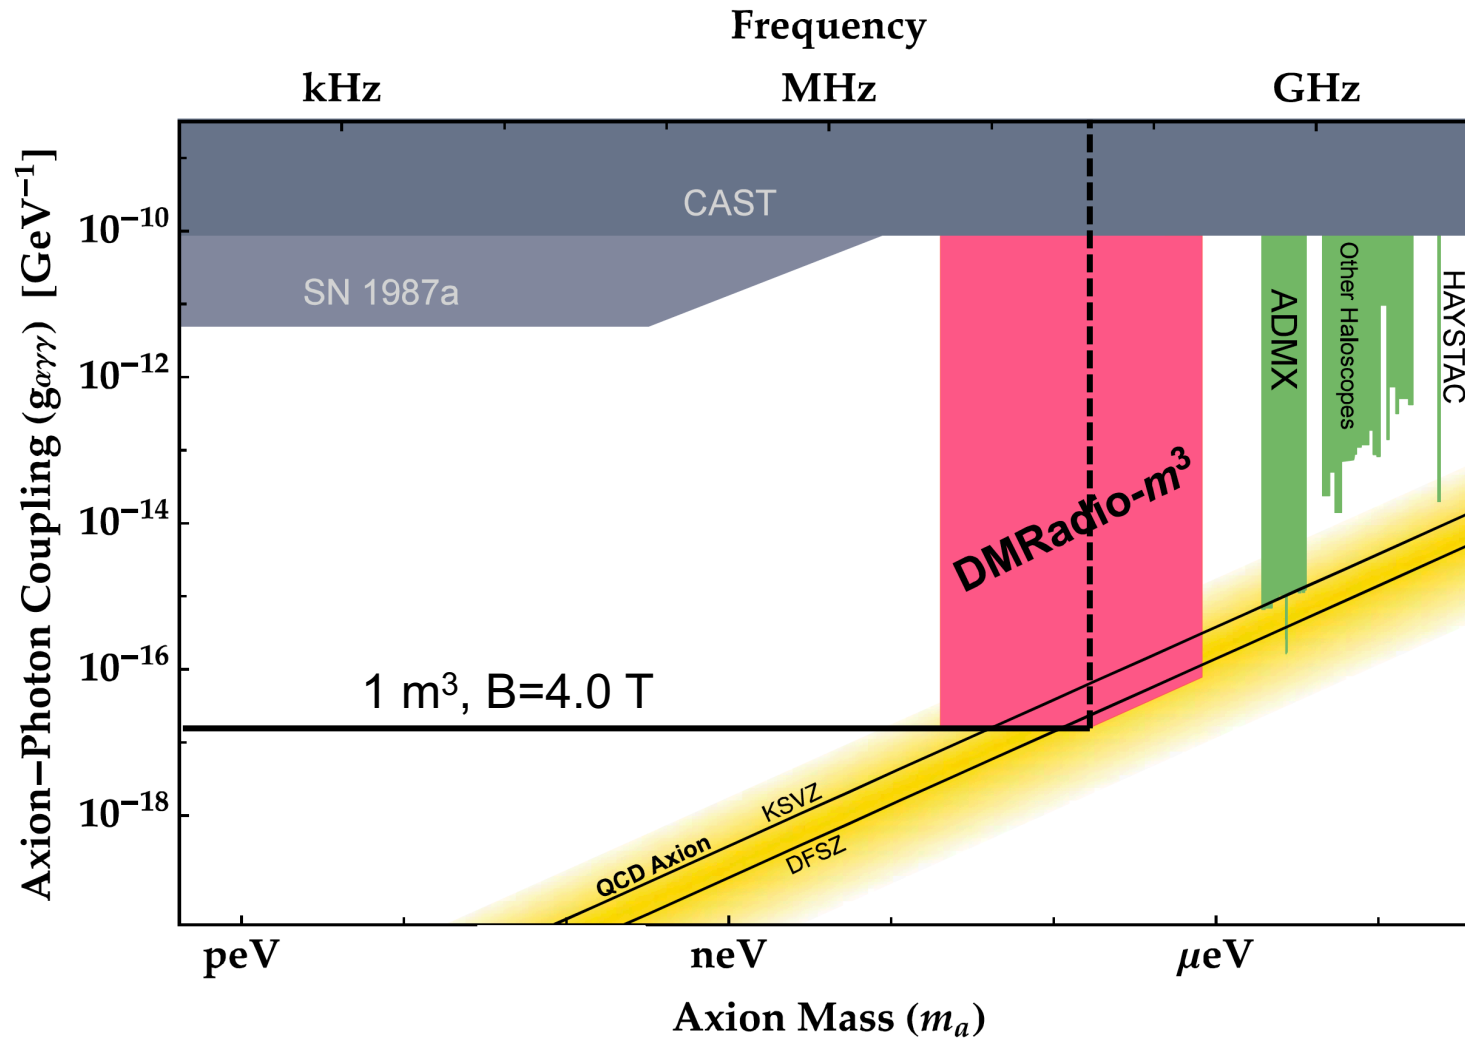 Frequency
kHz MHz GHz
Axion−Photon Coupling (gαγγ) [GeV⁻¹]
10⁻¹⁰
10⁻¹²
10⁻¹⁴
10⁻¹⁶
10⁻¹⁸
CAST
SN 1987a
ADMX
Other Haloscopes
HAYSTAC
DMRadio-m³
1 m³, B=4.0 T
KSVZ
QCD Axion
DFSZ
peV neV μeV
Axion Mass (mₐ)